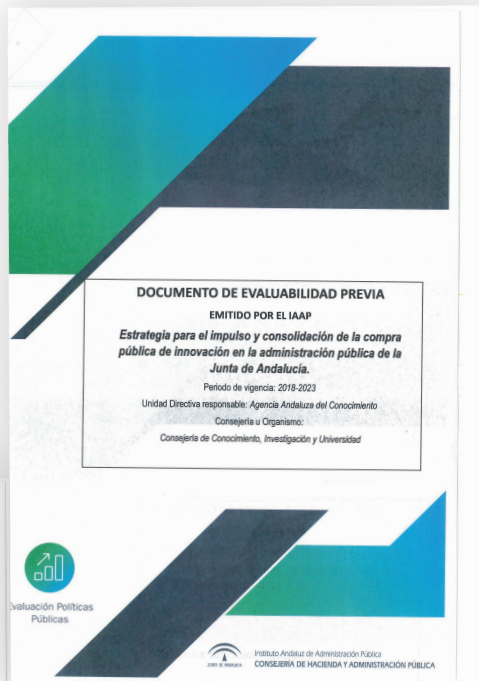 DOCUMENTO DE EVALUABILIDAD PREVIA
EMITIDO POR EL IAAP
Estrategia para el impulso y consolidación de la compra
pública de innovación en la administración pública de la
Junta de Andalucía.
Periodo de vigencia: 2018-2023
Unidad Directiva responsable: Agencia Andaluza del Conocimiento
Consejería u Organismo:
Consejería de Conocimiento, Investigación y Universidad
Evaluación Políticas
Públicas
JUNTA DE ANDALUCIA
Instituto Andaluz de Administración Pública
CONSEJERÍA DE HACIENDA Y ADMINISTRACIÓN PÚBLICA